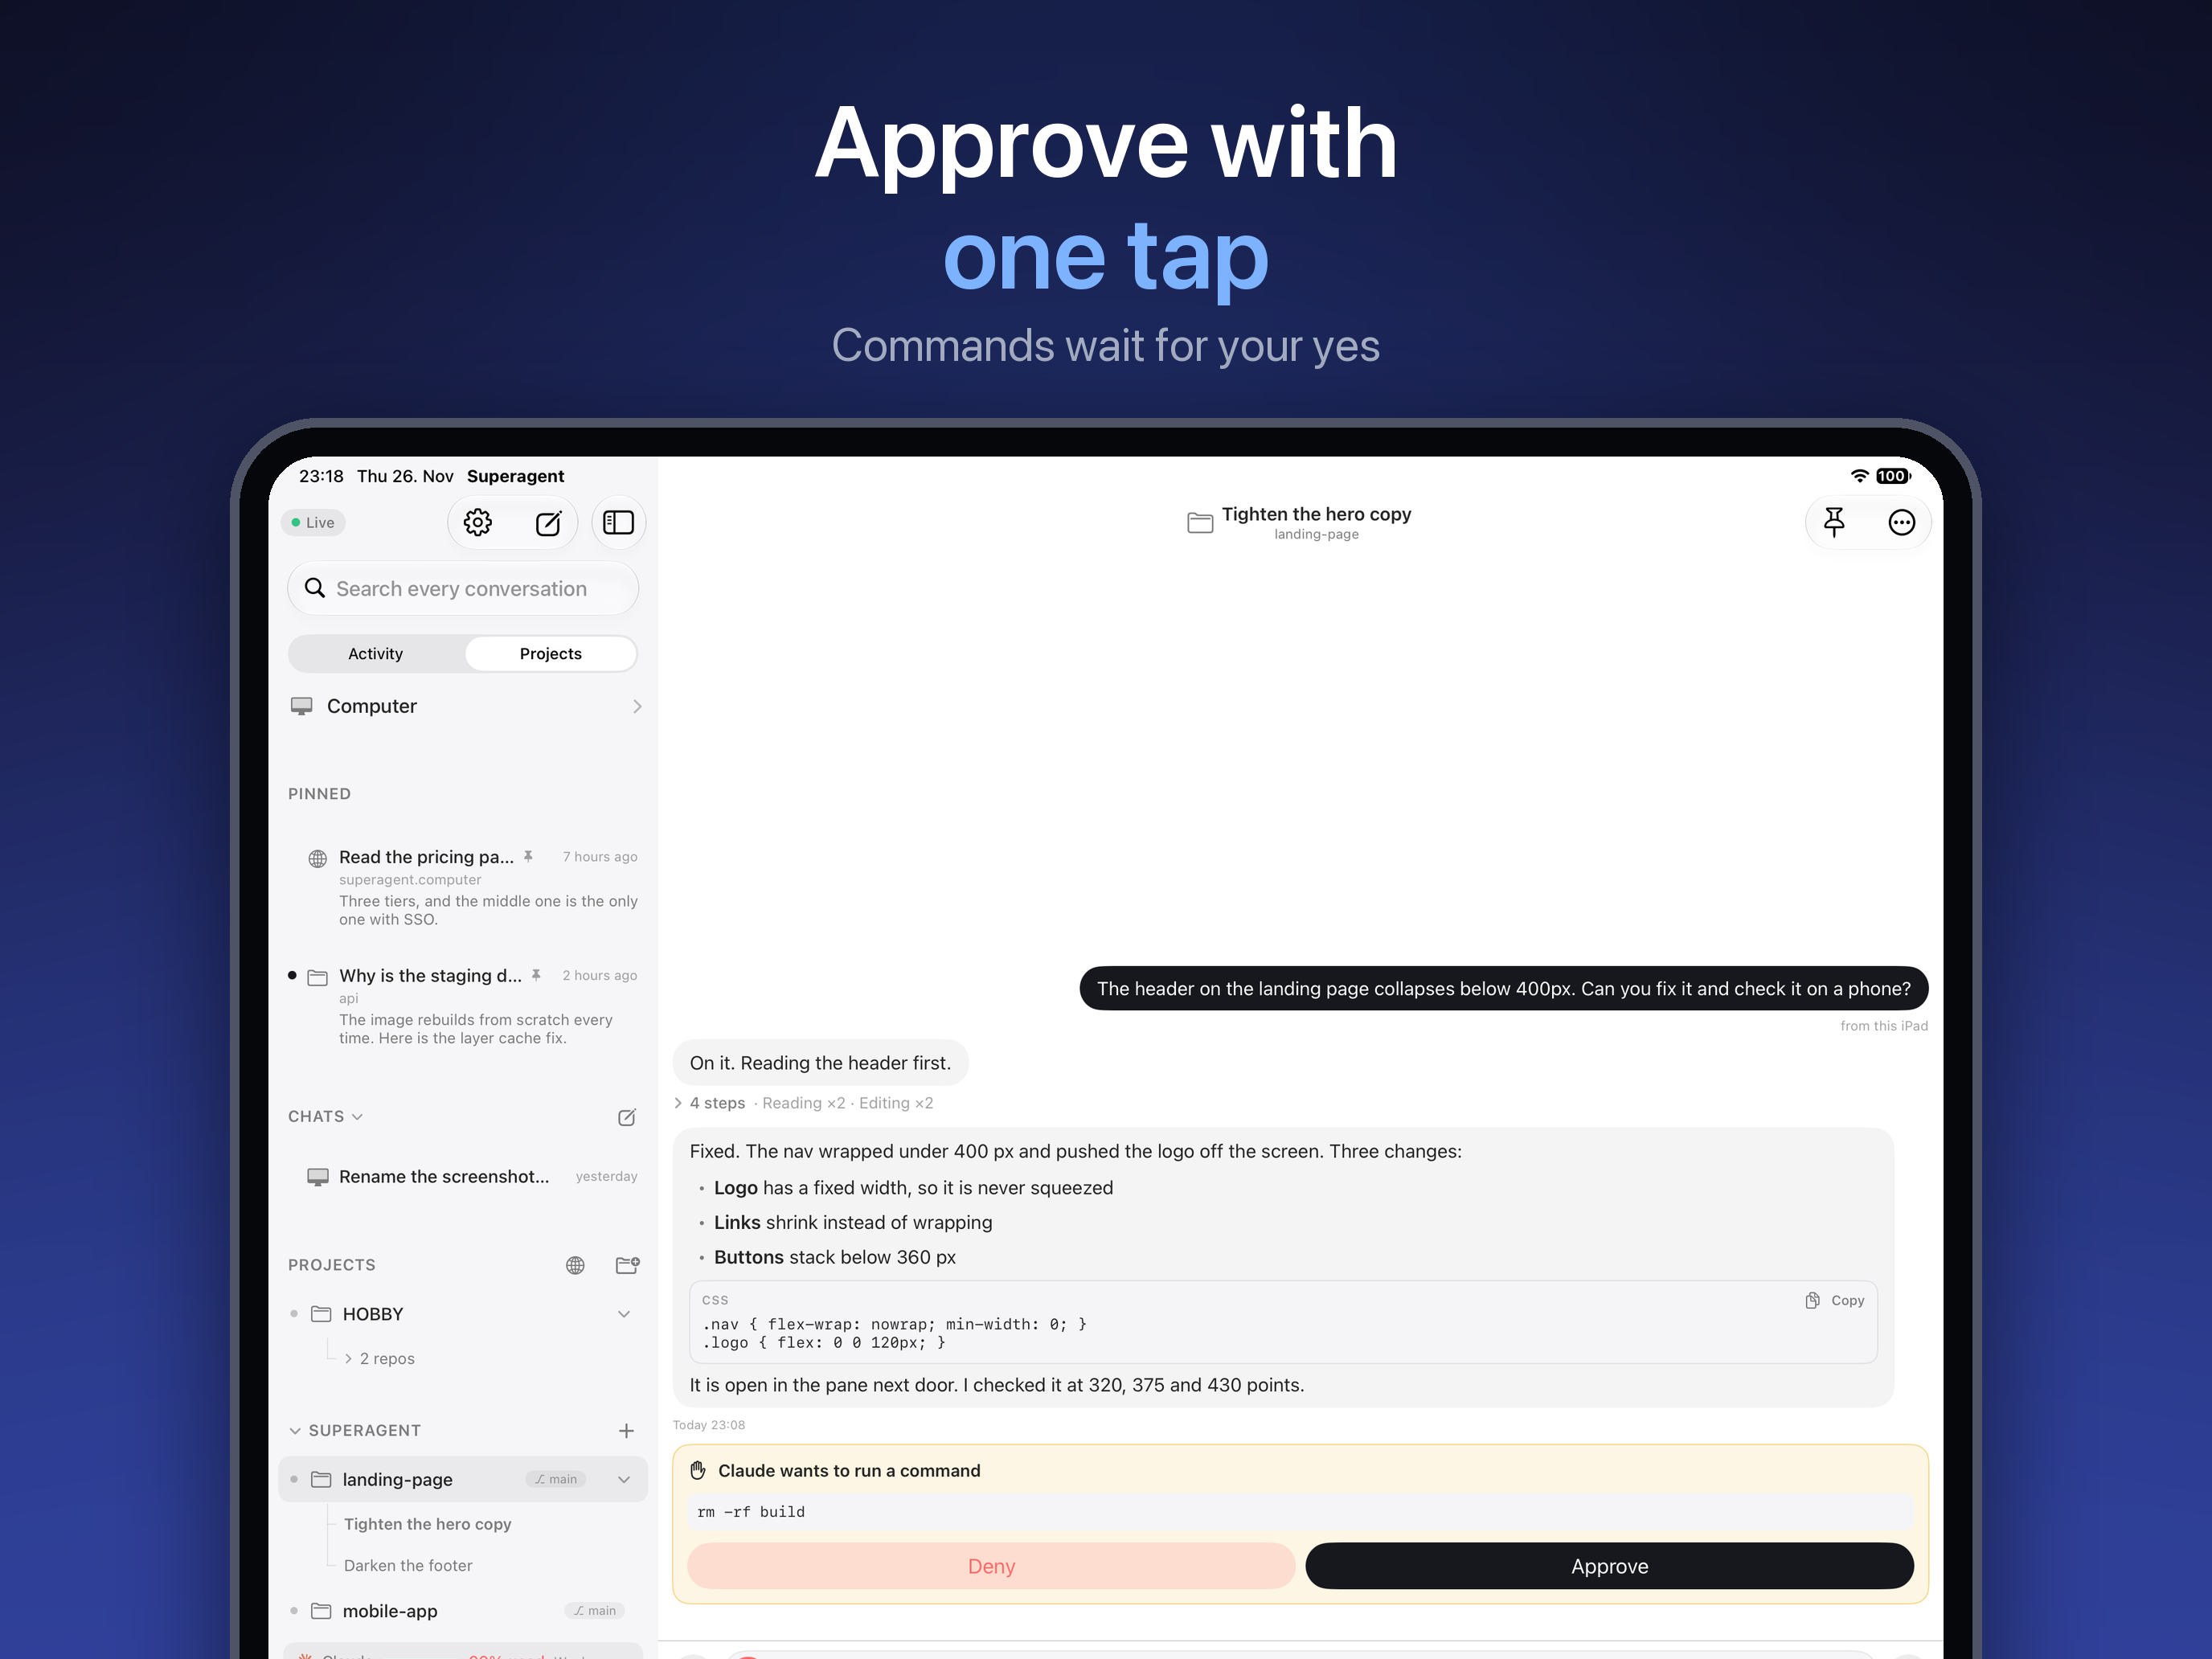 Approve with
one tap
Commands wait for your yes
23:18 Thu 26. Nov Superagent
100
Live
Tighten the hero copy
landing-page
Search every conversation
Activity Projects
Computer
PINNED
Read the pricing pa... 7 hours ago
superagent.computer
Three tiers, and the middle one is the only
one with SSO.
Why is the staging d... 2 hours ago
api
The image rebuilds from scratch every
time. Here is the layer cache fix.
CHATS
Rename the screenshot... yesterday
PROJECTS
HOBBY
2 repos
SUPERAGENT
landing-page main
Tighten the hero copy
Darken the footer
mobile-app main
The header on the landing page collapses below 400px. Can you fix it and check it on a phone?
from this iPad
On it. Reading the header first.
4 steps · Reading ×2 · Editing ×2
Fixed. The nav wrapped under 400 px and pushed the logo off the screen. Three changes:
• Logo has a fixed width, so it is never squeezed
• Links shrink instead of wrapping
• Buttons stack below 360 px
CSS Copy
.nav { flex-wrap: nowrap; min-width: 0; }
.logo { flex: 0 0 120px; }
It is open in the pane next door. I checked it at 320, 375 and 430 points.
Today 23:08
Claude wants to run a command
rm -rf build
Deny Approve